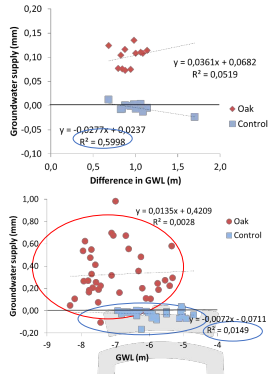 0,20
0,15
0,10
0,05
0,00
-0,05
-0,10
Groundwater supply (mm)
y = 0,0361x + 0,0682
R² = 0,0519
Oak
Control
y = -0,0277x + 0,0237
R² = 0,5998
0,0 0,5 1,0 1,5 2,0
Difference in GWL (m)
1,00
0,80
0,60
0,40
0,20
0,00
-0,20
Groundwater supply (mm)
y = 0,0135x + 0,4209
R² = 0,0028
Oak
Control
y = -0,0072x - 0,0711
R² = 0,0149
-9 -8 -7 -6 -5 -4
GWL (m)